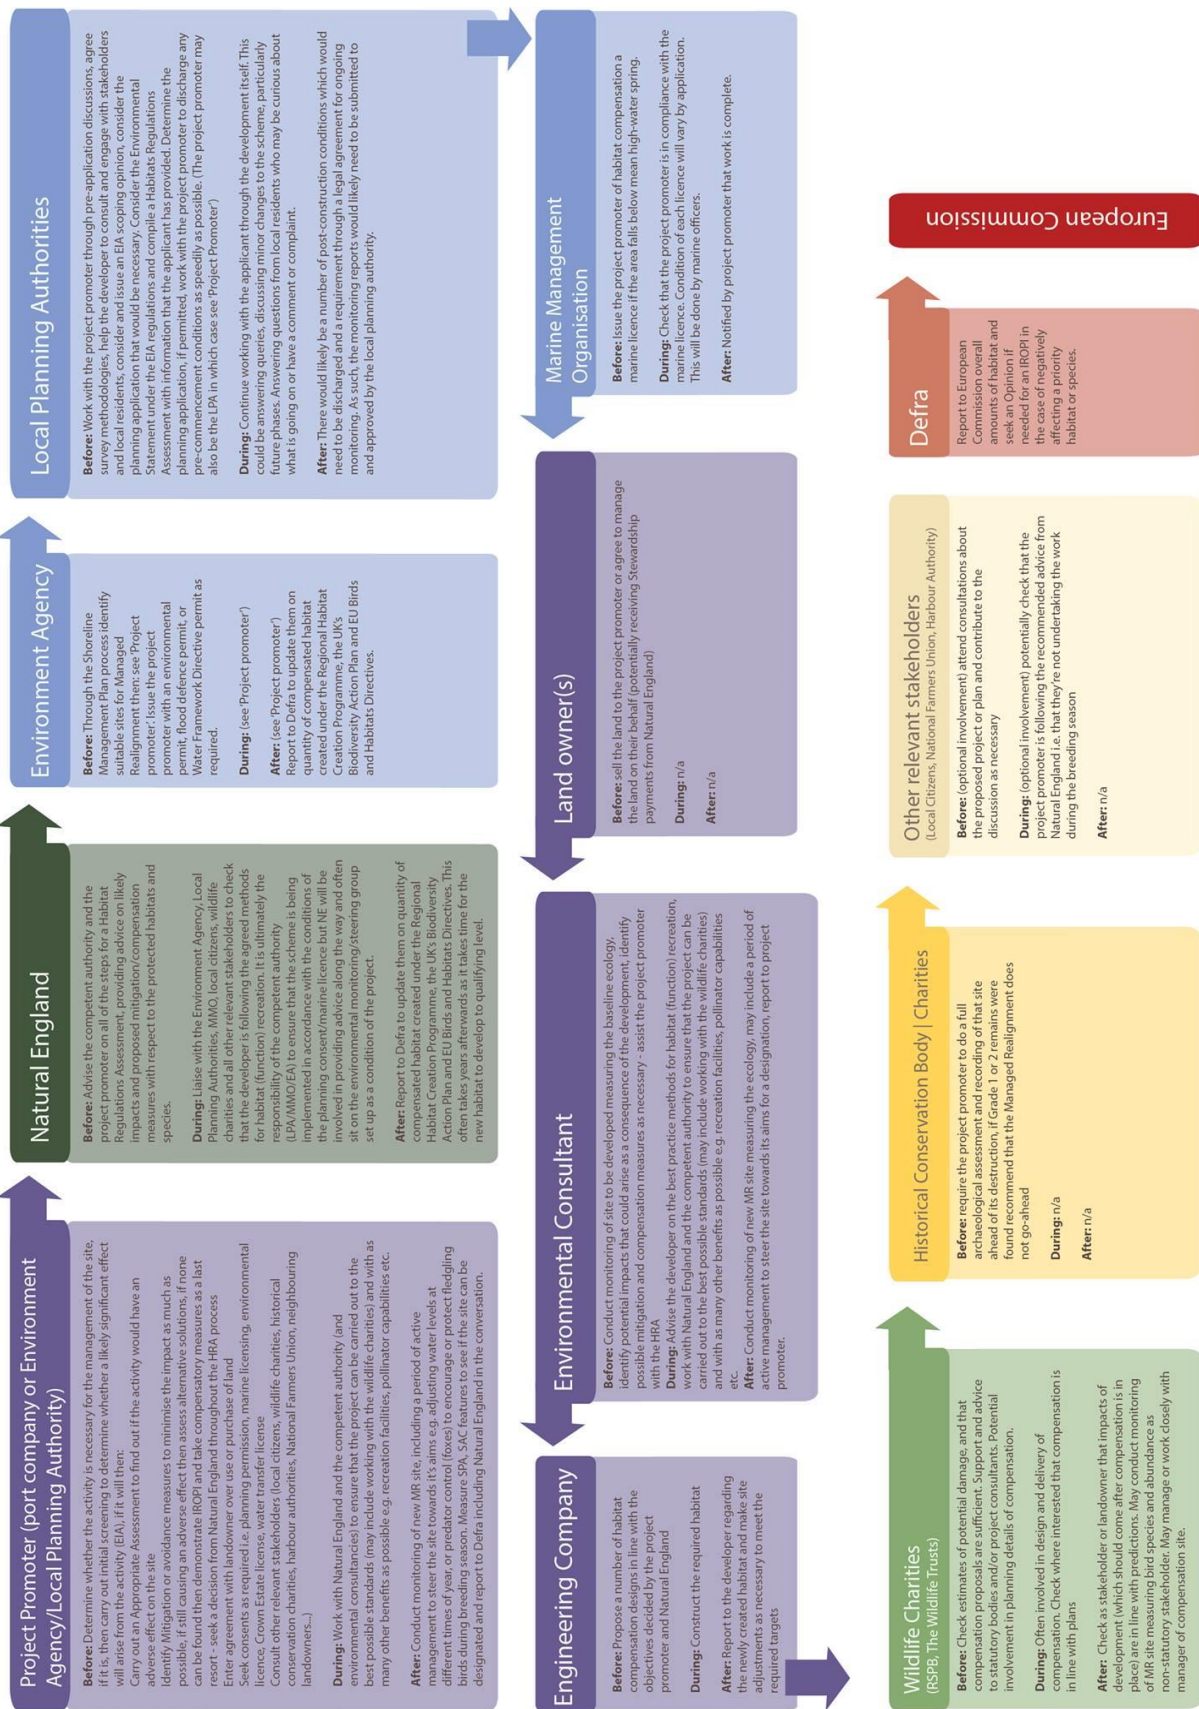 Project Promoter (port company or Environment
Agency/Local Planning Authority)
Before: Determine whether the activity is necessary for the management of the site,
if it is, then carry out initial screening to determine whether a likely significant effect
will arise from the activity (EIA), if it will then:
Carry out an Appropriate Assessment to find out if the activity would have an
adverse effect on the site
Identify Mitigation or avoidance measures to minimise the impact as much as
possible, if still causing an adverse effect then assess alternative solutions, if none
can be found then demonstrate IROPI and take compensatory measures as a last
resort - seek a decision from Natural England throughout the HRA process
Enter agreement with landowner over use or purchase of land
Seek consents as required i.e. planning permission, marine licensing, environmental
licence, Crown Estate license, water transfer license
Consult other relevant stakeholders (local citizens, wildlife charities, historical
conservation charities, harbour authorities, National Farmers Union, neighbouring
landowners...)
During: Work with Natural England and the competent authority (and
environmental consultancies) to ensure that the project can be carried out to the
best possible standards (may include working with the wildlife charities) and with as
many other benefits as possible e.g. recreation facilities, pollinator capabilities etc.
After: Conduct monitoring of new MR site, including a period of active
management to steer the site towards it's aims e.g. adjusting water levels at
different times of year, or predator control (foxes) to encourage or protect fledgling
birds during breeding season. Measure SPA, SAC features to see if the site can be
designated and report to Defra including Natural England in the conversation.
Natural England
Before: Advise the competent authority and the
project promoter on all of the steps for a Habitat
Regulations Assessment, providing advice on likely
impacts and proposed mitigation/compensation
measures with respect to the protected habitats and
species.
During: Liaise with the Environment Agency, Local
Planning Authorities, MMO, local citizens, wildlife
charities and all other relevant stakeholders to check
that the developer is following the agreed methods
for habitat (function) recreation. It is ultimately the
responsibility of the competent authority
(LPA/MMO/EA) to ensure that the scheme is being
implemented in accordance with the conditions of
the planning consent/marine licence but NE will be
involved in providing advice along the way and often
sit on the environmental monitoring/steering group
set up as a condition of the project.
After: Report to Defra to update them on quantity of
compensated habitat created under the Regional
Habitat Creation Programme, the UK's Biodiversity
Action Plan and EU Birds and Habitats Directives. This
often takes years afterwards as it takes time for the
new habitat to develop to qualifying level.
Environment Agency
Before: Through the Shoreline
Management Plan process identify
suitable sites for Managed
Realignment then: see 'Project
promoter'. Issue the project
promoter with an environmental
permit, flood defence permit, or
Water Framework Directive permit as
required.
During: (see 'Project promoter')
After: (see 'Project promoter')
Report to Defra to update them on
quantity of compensated habitat
created under the Regional Habitat
Creation Programme, the UK's
Biodiversity Action Plan and EU Birds
and Habitats Directives.
Local Planning Authorities
Before: Work with the project promoter through pre-application discussions, agree
survey methodologies, help the developer to consult and engage with stakeholders
and local residents, consider and issue an EIA scoping opinion, consider the
planning application that would be necessary. Consider the Environmental
Statement under the EIA regulations and compile a Habitats Regulations
Assessment with information that the applicant has provided. Determine the
planning application, if permitted, work with the project promoter to discharge any
pre-commencement conditions as speedily as possible. (The project promoter may
also be the LPA in which case see 'Project Promoter')
During: Continue working with the applicant through the development itself. This
could be answering queries, discussing minor changes to the scheme, particularly
future phases. Answering questions from local residents who may be curious about
what is going on or have a comment or complaint.
After: There would likely be a number of post-construction conditions which would
need to be discharged and a requirement through a legal agreement for ongoing
monitoring. As such, the monitoring reports would likely need to be submitted to
and approved by the local planning authority.
Engineering Company
Before: Propose a number of habitat
compensation designs in line with the
objectives decided by the project
promoter and Natural England
During: Construct the required habitat
After: Report to the developer regarding
the newly created habitat and make site
adjustments as necessary to meet the
required targets
Environmental Consultant
Before: Conduct monitoring of site to be developed measuring the baseline ecology,
identify potential impacts that could arise as a consequence of the development, identify
possible mitigation and compensation measures as necessary - assist the project promoter
with the HRA
During: Advise the developer on the best practice methods for habitat (function) recreation,
work with Natural England and the competent authority to ensure that the project can be
carried out to the best possible standards (may include working with the wildlife charities)
and with as many other benefits as possible e.g. recreation facilities, pollinator capabilities
etc.
After: Conduct monitoring of new MR site measuring the ecology, may include a period of
active management to steer the site towards its aims for a designation, report to project
promoter.
Land owner(s)
Before: sell the land to the project promoter or agree to manage
the land on their behalf (potentially receiving Stewardship
payments from Natural England)
During: n/a
After: n/a
Marine Management
Organisation
Before: Issue the project promoter of habitat compensation a
marine licence if the area falls below mean high-water spring.
During: Check that the project promoter is in compliance with the
marine licence. Condition of each licence will vary by application.
This will be done by marine officers.
After: Notified by project promoter that work is complete.
Wildlife Charities
(RSPB, The Wildlife Trusts)
Before: Check estimates of potential damage, and that
compensation proposals are sufficient. Support and advice
to statutory bodies and/or project consultants. Potential
involvement in planning details of compensation.
During: Often involved in design and delivery of
compensation. Check where interested that compensation is
in line with plans
After: Check as stakeholder or landowner that impacts of
development (which should come after compensation is in
place) are in line with predictions. May conduct monitoring
of MR site measuring bird species and abundance as
non-statutory stakeholder. May manage or work closely with
manager of compensation site.
Historical Conservation Body | Charities
Before: require the project promoter to do a full
archaeological assessment and recording of that site
ahead of its destruction, if Grade 1 or 2 remains were
found recommend that the Managed Realignment does
not go-ahead
During: n/a
After: n/a
Other relevant stakeholders
(Local Citizens, National Farmers Union, Harbour Authority)
Before: (optional involvement) attend consultations about
the proposed project or plan and contribute to the
discussion as necessary
During: (optional involvement) potentially check that the
project promoter is following the recommended advice from
Natural England i.e. that they're not undertaking the work
during the breeding season
After: n/a
Defra
Report to European
Commission overall
amounts of habitat and
seek an Opinion if
needed for an IROPI in
the case of negatively
affecting a priority
habitat or species.
European Commission